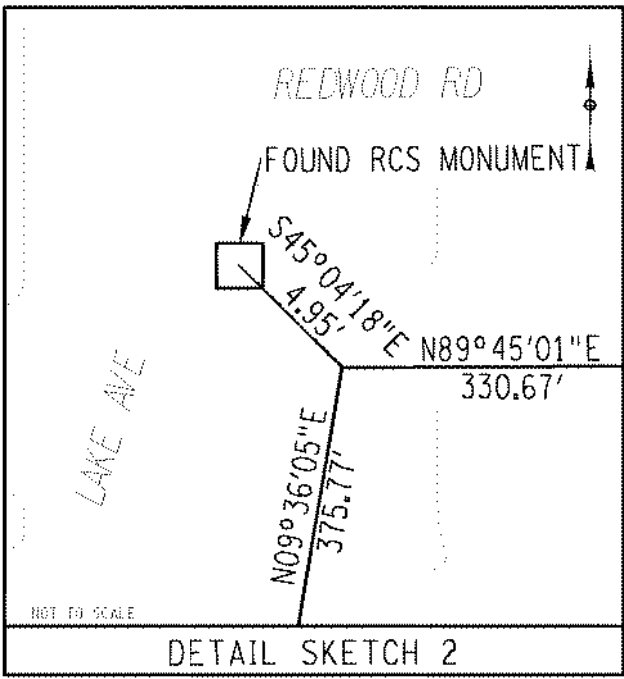 REDWOOD RD
FOUND RCS MONUMENT
S45°04'18"E
4.95'
N89°45'01"E
330.67'
LAKE AVE
N09°36'05"E
375.77'
NOT TO SCALE
DETAIL SKETCH 2